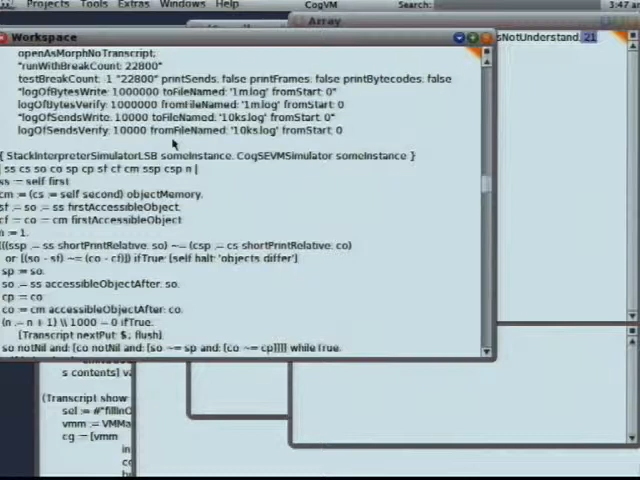 Projects Tools Extras Windows Help CogVM Search: 3:47
Array
Workspace
sNotUnderstand. 21
openAsMorphNoTranscript;
"runWithBreakCount: 22800"
testBreakCount: 1 "22800" printSends: false printFrames: false printBytecodes: false
"logOfBytesWrite: 1000000 toFileNamed: '1m.log' fromStart: 0"
logOfBytesVerify: 1000000 fromFileNamed: '1m.log' fromStart: 0
"logOfSendsWrite: 10000 toFileNamed: '10ks.log' fromStart: 0"
logOfSendsVerify: 10000 fromFileNamed: '10ks.log' fromStart: 0
{ StackInterpreterSimulatorLSB someInstance. CogSEVMSimulator someInstance }
| ss cs so co sp cp sf cf cm ssp csp n |
ss := self first
cm := (cs := self second) objectMemory.
sf := so := ss firstAccessibleObject.
cf := co := cm firstAccessibleObject
n := 1.
[((ssp := ss shortPrintRelative: so) ~= (csp := cs shortPrintRelative: co)
or: [(so - sf) ~= (co - cf)]) ifTrue: [self halt: 'objects differ']
sp := so.
so := ss accessibleObjectAfter: so.
cp := co
co := cm accessibleObjectAfter: co.
(n := n + 1) \\ 1000 = 0 ifTrue:
[Transcript nextPut: $.; flush]
so notNil and: [co notNil and: [so ~= sp and: [co ~= cp]]]] whileTrue.
s contents] va
(Transcript show
sel := #"fillInO
vmm := VMMa
cg := [vmm
in
co